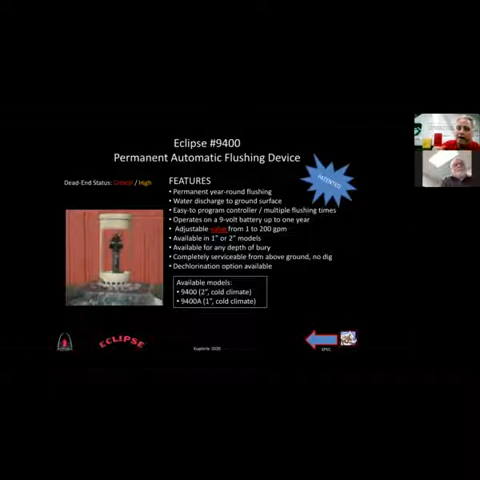 Eclipse #9400
Permanent Automatic Flushing Device
PATENTED
Dead-End Status: Critical / High
FEATURES
• Permanent year-round flushing
• Water discharge to ground surface
• Easy-to program controller / multiple flushing times
• Operates on a 9-volt battery up to one year
• Adjustable valve from 1 to 200 gpm
• Available in 1" or 2" models
• Available for any depth of bury
• Completely serviceable from above ground, no dig
• Dechlorination option available
Available models:
• 9400 (2", cold climate)
• 9400A (1", cold climate)
ECLIPSE
Kupferle 2020
SPEC